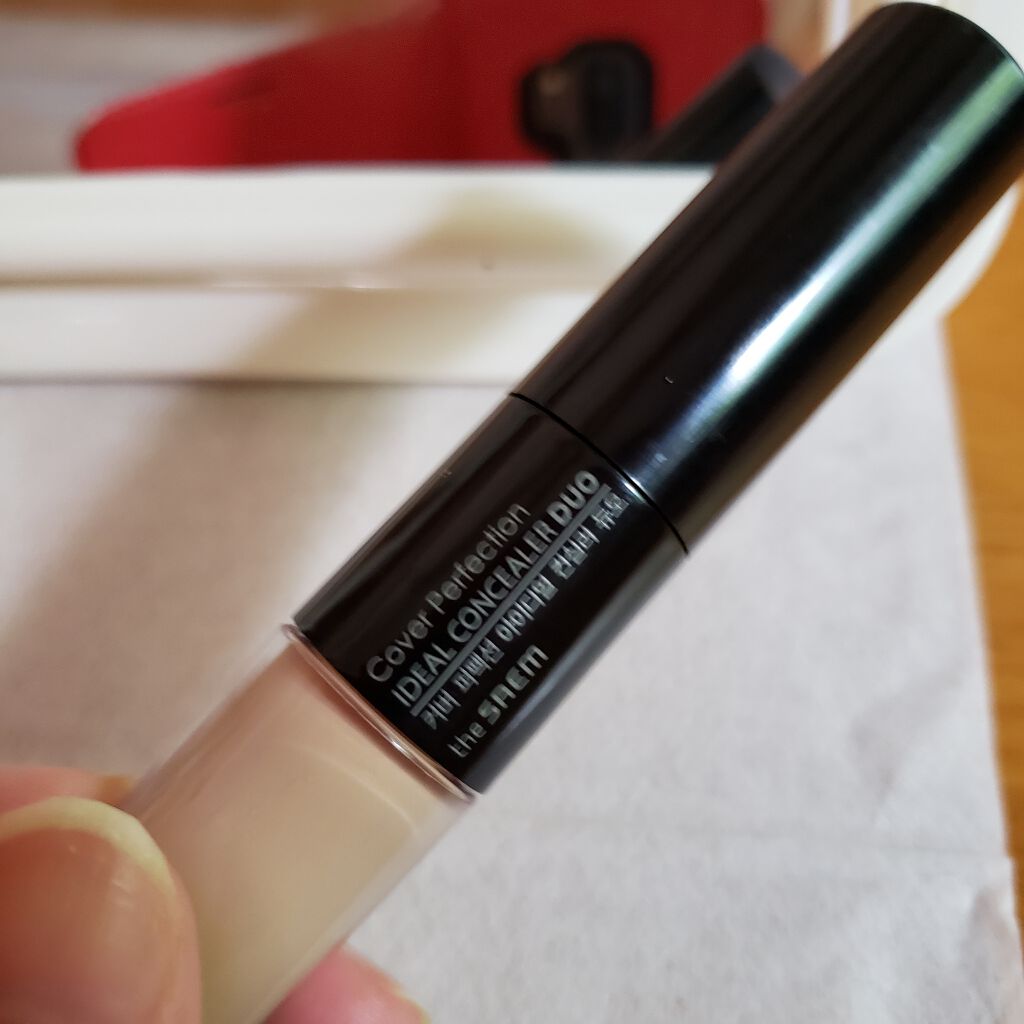 Cover Perfection
IDEAL CONCEALER DUO
커버 퍼펙션 아이디얼 컨실러 듀오
the SAEM